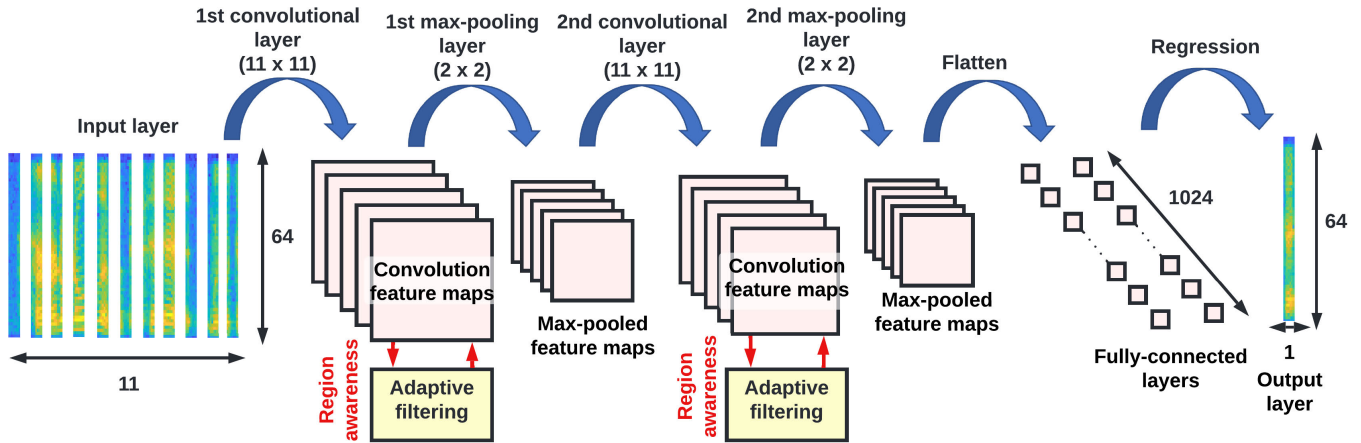 1st convolutional
layer
(11 x 11)
1st max-pooling
layer
(2 x 2)
2nd convolutional
layer
(11 x 11)
2nd max-pooling
layer
(2 x 2)
Flatten
Regression
Input layer
64
11
Convolution
feature maps
Region
awareness
Adaptive
filtering
Max-pooled
feature maps
Convolution
feature maps
Region
awareness
Adaptive
filtering
Max-pooled
feature maps
1024
Fully-connected
layers
64
1
Output
layer